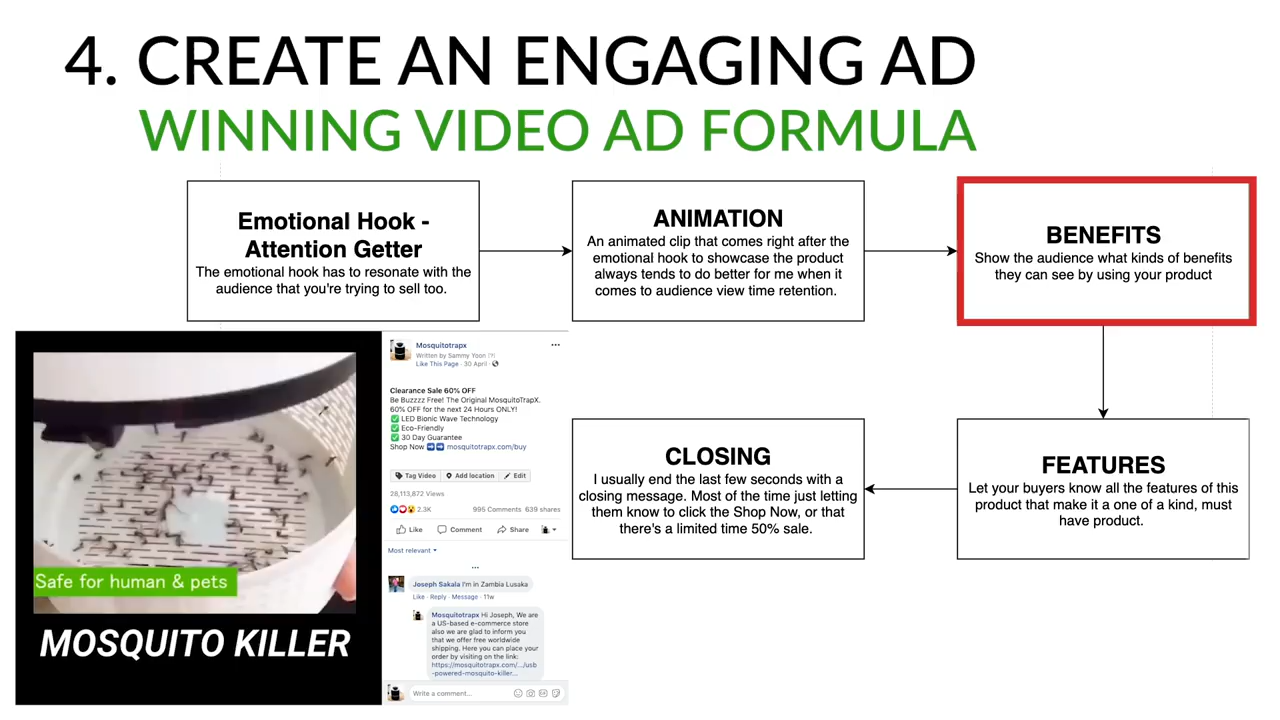 4. CREATE AN ENGAGING AD
WINNING VIDEO AD FORMULA
Emotional Hook -
Attention Getter
The emotional hook has to resonate with the
audience that you're trying to sell too.
ANIMATION
An animated clip that comes right after the
emotional hook to showcase the product
always tends to do better for me when it
comes to audience view time retention.
BENEFITS
Show the audience what kinds of benefits
they can see by using your product
FEATURES
Let your buyers know all the features of this
product that make it a one of a kind, must
have product.
CLOSING
I usually end the last few seconds with a
closing message. Most of the time just letting
them know to click the Shop Now, or that
there's a limited time 50% sale.
Safe for human & pets
MOSQUITO KILLER
Mosquitotrapx
Written by Sammy Yoon [?]
Like This Page · 30 April ·
Clearance Sale 60% OFF
Be Buzzzz Free! The Original MosquitoTrapX.
60% OFF for the next 24 Hours ONLY!
✅ LED Bionic Wave Technology
✅ Eco-Friendly
✅ 30 Day Guarantee
Shop Now ➡️➡️ mosquitotrapx.com/buy
Tag Video Add location Edit
28,113,872 Views
2.3K 995 Comments 639 shares
Like Comment Share
Most relevant
Joseph Sakala I'm in Zambia Lusaka
Like · Reply · Message · 11w
Mosquitotrapx Hi Joseph, We are
a US-based e-commerce store
also we are glad to inform you
that we offer free worldwide
shipping. Here you can place your
order by visiting on the link:
https://mosquitotrapx.com/.../usb
-powered-mosquito-killer...
Write a comment...